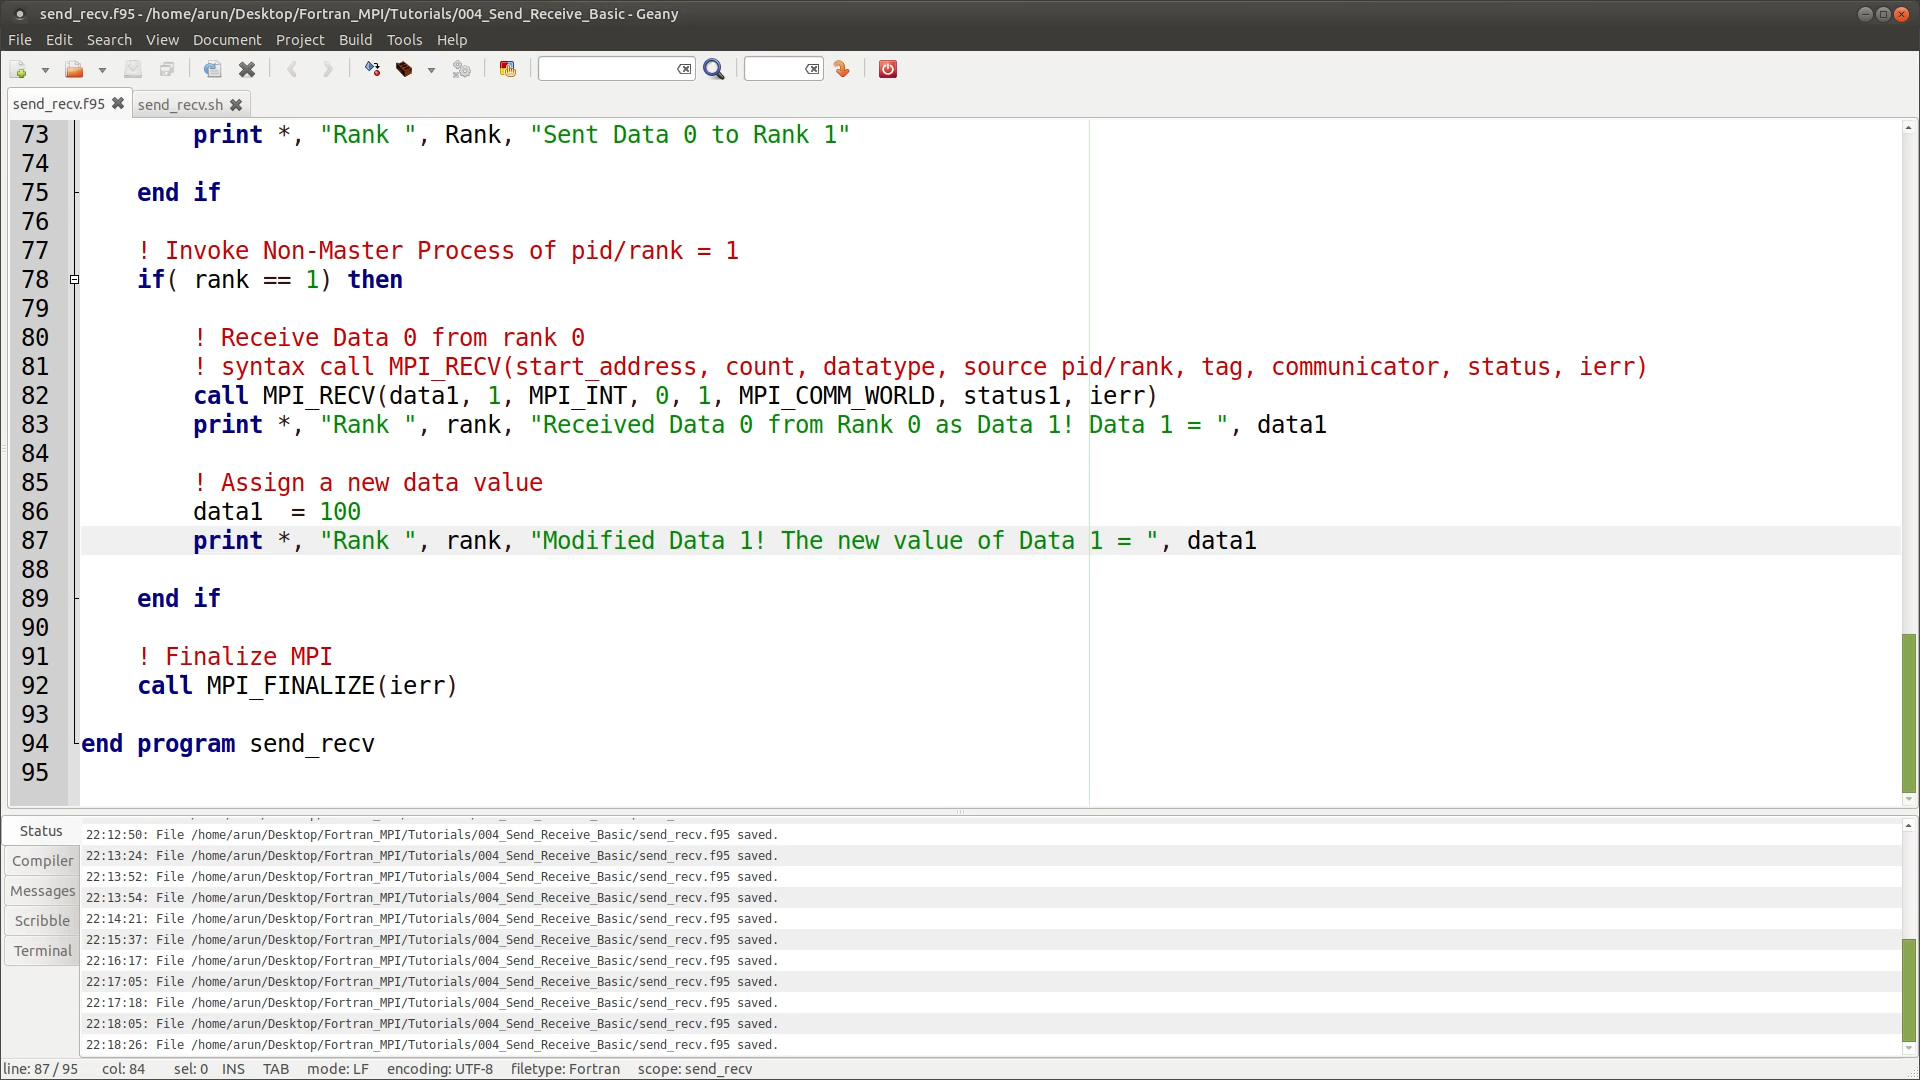 send_recv.f95 - /home/arun/Desktop/Fortran_MPI/Tutorials/004_Send_Receive_Basic - Geany
File Edit Search View Document Project Build Tools Help
send_recv.f95 send_recv.sh
73 print *, "Rank ", Rank, "Sent Data 0 to Rank 1"
74
75 end if
76
77 ! Invoke Non-Master Process of pid/rank = 1
78 if( rank == 1) then
79
80 ! Receive Data 0 from rank 0
81 ! syntax call MPI_RECV(start_address, count, datatype, source pid/rank, tag, communicator, status, ierr)
82 call MPI_RECV(data1, 1, MPI_INT, 0, 1, MPI_COMM_WORLD, status1, ierr)
83 print *, "Rank ", rank, "Received Data 0 from Rank 0 as Data 1! Data 1 = ", data1
84
85 ! Assign a new data value
86 data1  = 100
87 print *, "Rank ", rank, "Modified Data 1! The new value of Data 1 = ", data1
88
89 end if
90
91 ! Finalize MPI
92 call MPI_FINALIZE(ierr)
93
94 end program send_recv
95
Status
Compiler
Messages
Scribble
Terminal
22:12:50: File /home/arun/Desktop/Fortran_MPI/Tutorials/004_Send_Receive_Basic/send_recv.f95 saved.
22:13:24: File /home/arun/Desktop/Fortran_MPI/Tutorials/004_Send_Receive_Basic/send_recv.f95 saved.
22:13:52: File /home/arun/Desktop/Fortran_MPI/Tutorials/004_Send_Receive_Basic/send_recv.f95 saved.
22:13:54: File /home/arun/Desktop/Fortran_MPI/Tutorials/004_Send_Receive_Basic/send_recv.f95 saved.
22:14:21: File /home/arun/Desktop/Fortran_MPI/Tutorials/004_Send_Receive_Basic/send_recv.f95 saved.
22:15:37: File /home/arun/Desktop/Fortran_MPI/Tutorials/004_Send_Receive_Basic/send_recv.f95 saved.
22:16:17: File /home/arun/Desktop/Fortran_MPI/Tutorials/004_Send_Receive_Basic/send_recv.f95 saved.
22:17:05: File /home/arun/Desktop/Fortran_MPI/Tutorials/004_Send_Receive_Basic/send_recv.f95 saved.
22:17:18: File /home/arun/Desktop/Fortran_MPI/Tutorials/004_Send_Receive_Basic/send_recv.f95 saved.
22:18:05: File /home/arun/Desktop/Fortran_MPI/Tutorials/004_Send_Receive_Basic/send_recv.f95 saved.
22:18:26: File /home/arun/Desktop/Fortran_MPI/Tutorials/004_Send_Receive_Basic/send_recv.f95 saved.
line: 87 / 95 col: 84 sel: 0 INS TAB mode: LF encoding: UTF-8 filetype: Fortran scope: send_recv